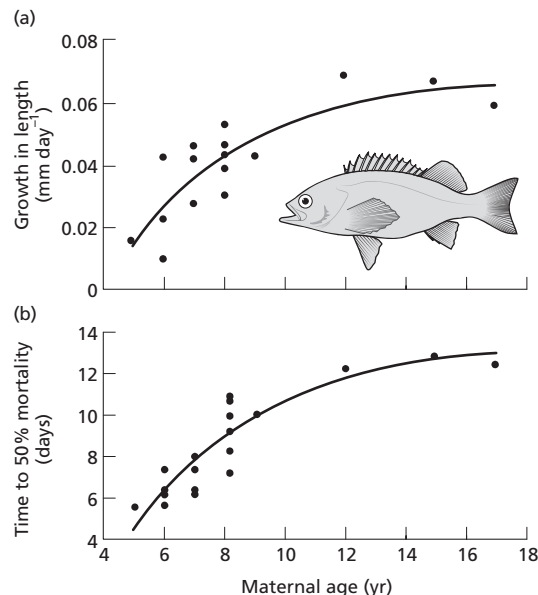 (a)
0.08
0.06
0.04
0.02
0
Growth in length
(mm day⁻¹)
(b)
14
12
10
8
6
4
Time to 50% mortality
(days)
4 6 8 10 12 14 16 18
Maternal age (yr)